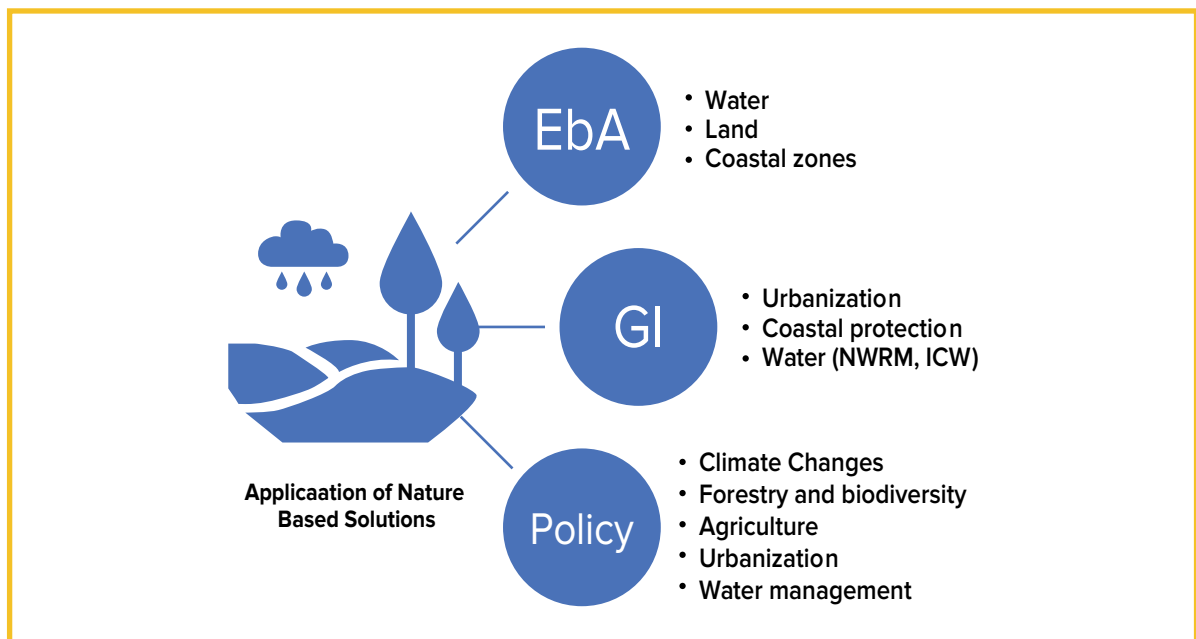 EbA
• Water
• Land
• Coastal zones
GI
• Urbanization
• Coastal protection
• Water (NWRM, ICW)
Applicaation of Nature
Based Solutions
Policy
• Climate Changes
• Forestry and biodiversity
• Agriculture
• Urbanization
• Water management